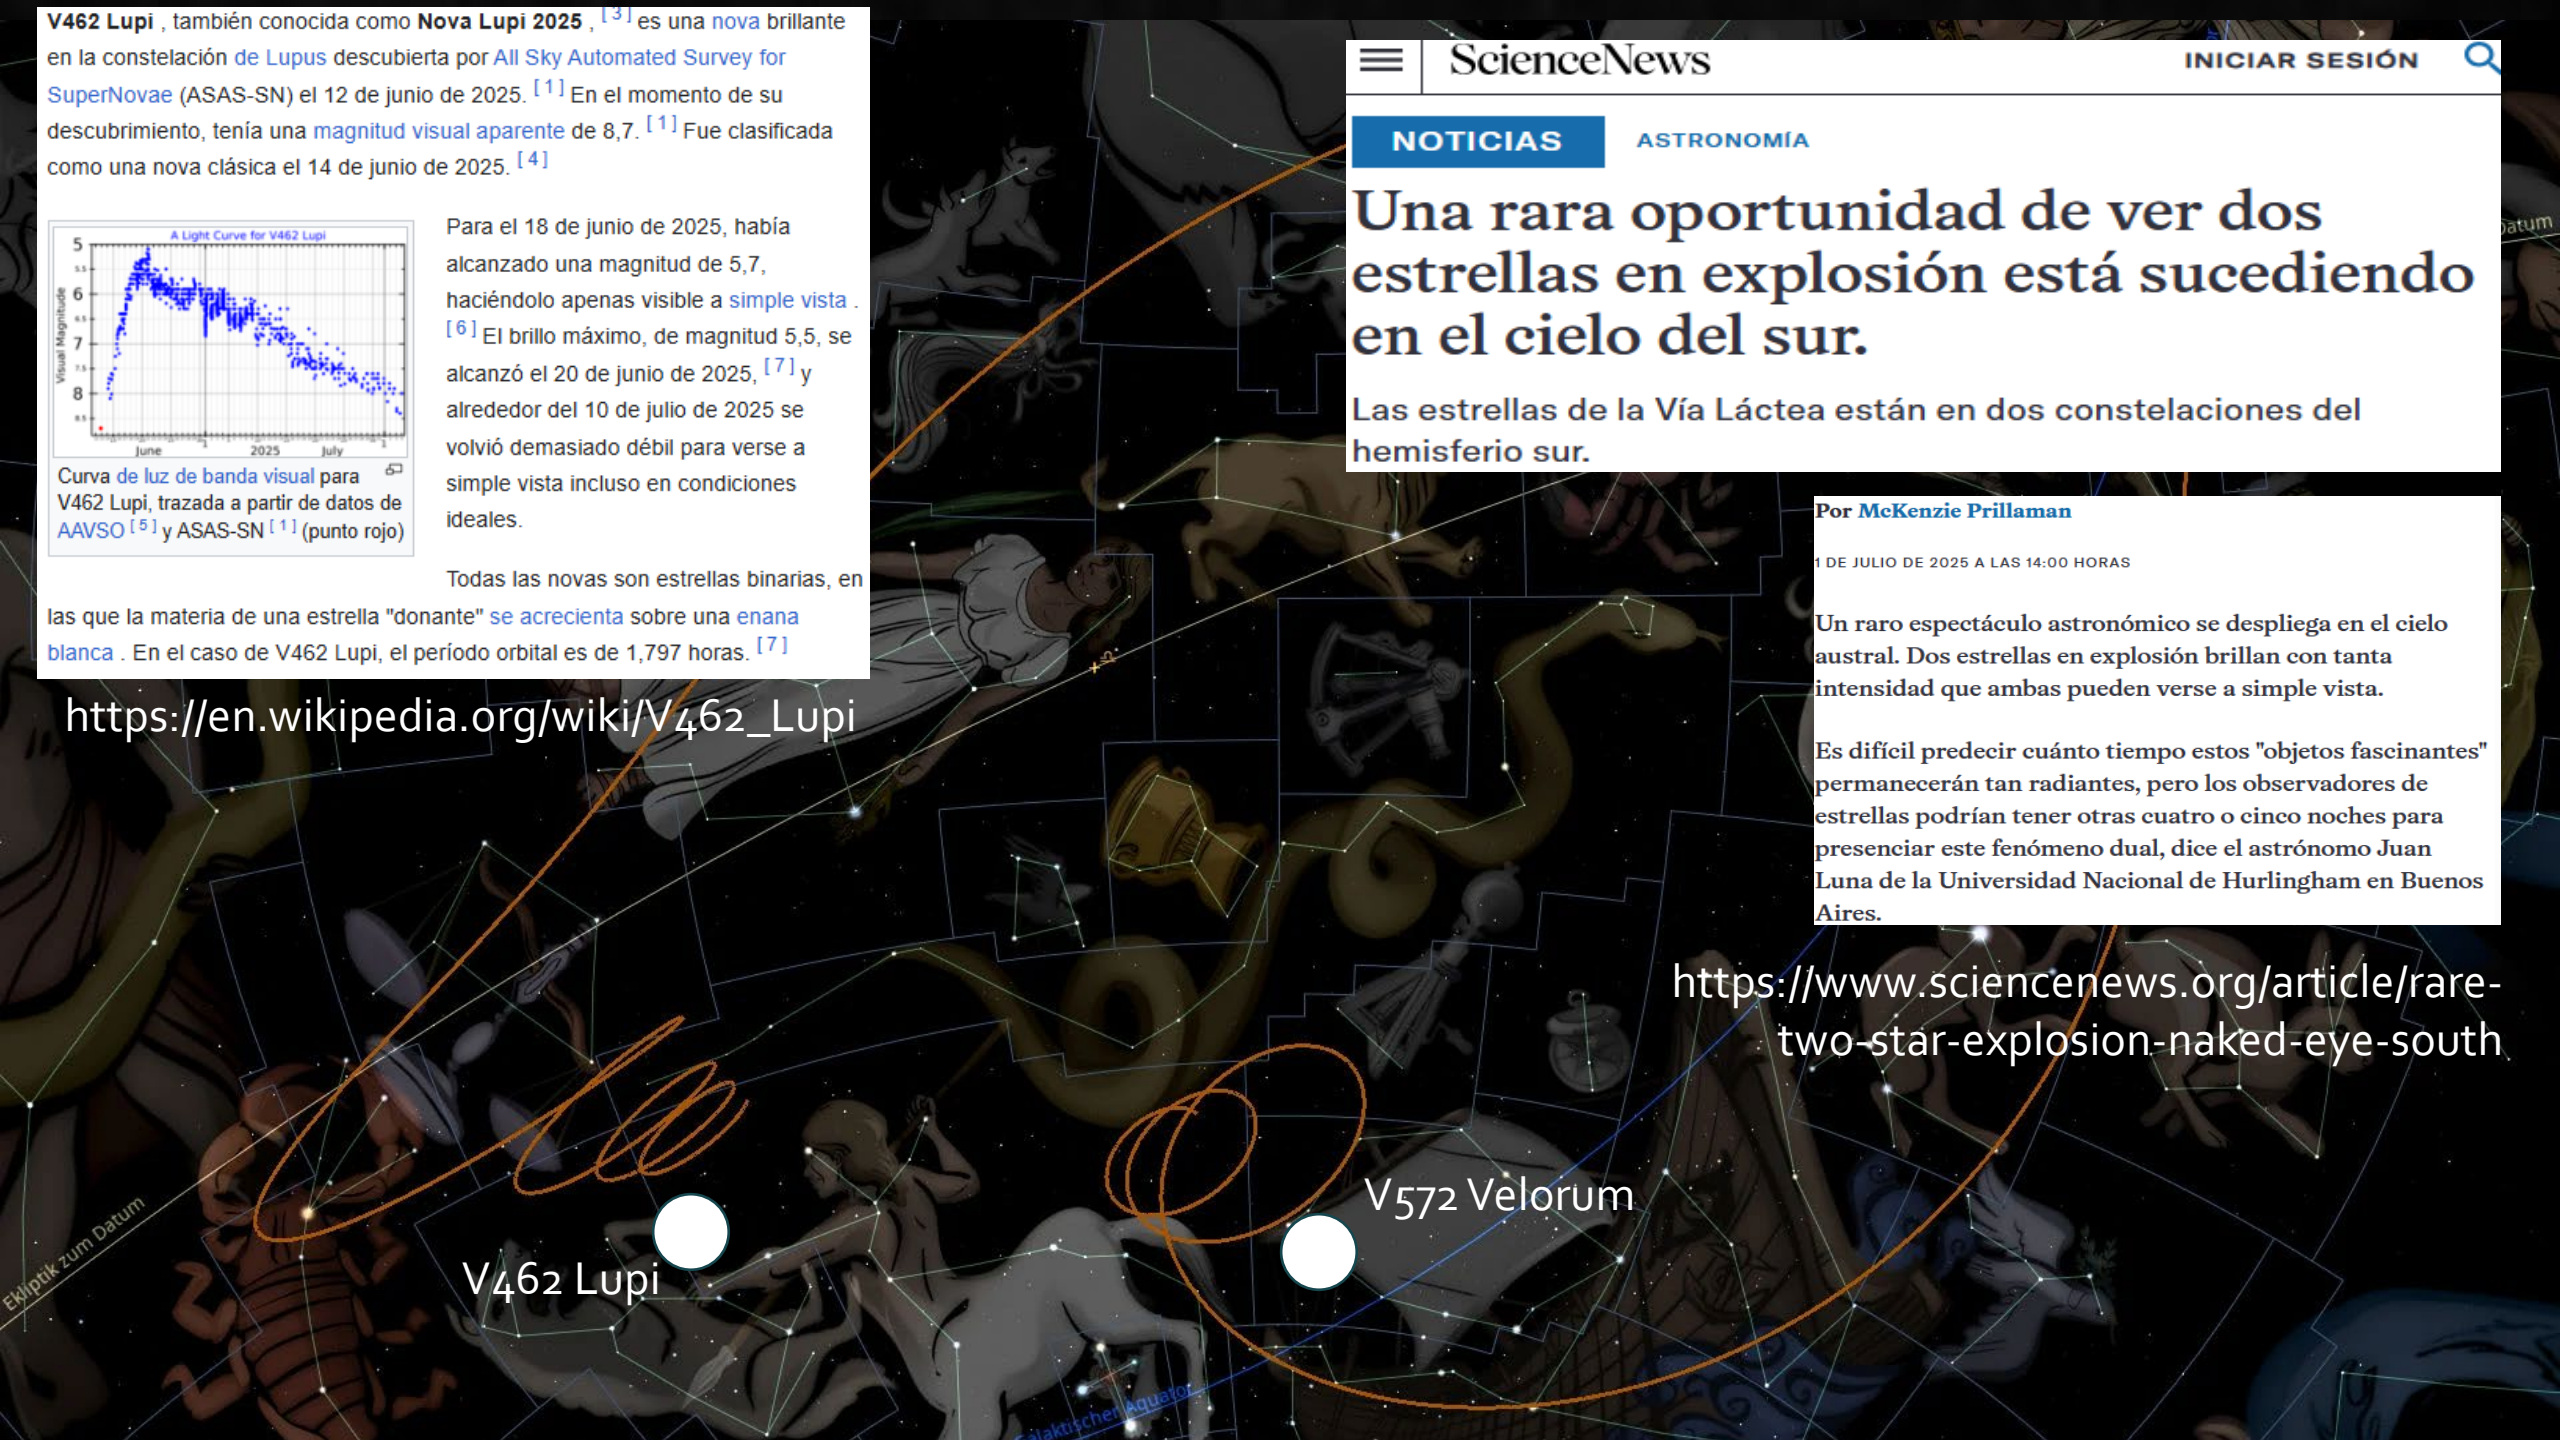 V462 Lupi , también conocida como Nova Lupi 2025 , [ 3 ] es una nova brillante
en la constelación de Lupus descubierta por All Sky Automated Survey for
SuperNovae (ASAS-SN) el 12 de junio de 2025. [ 1 ] En el momento de su
descubrimiento, tenía una magnitud visual aparente de 8,7. [ 1 ] Fue clasificada
como una nova clásica el 14 de junio de 2025. [ 4 ]
A Light Curve for V462 Lupi
Visual Magnitude
5
5.5
6
6.5
7
7.5
8
8.5
1
1
June
2025
July
Curva de luz de banda visual para
V462 Lupi, trazada a partir de datos de
AAVSO [ 5 ] y ASAS-SN [ 1 ] (punto rojo)
Para el 18 de junio de 2025, había
alcanzado una magnitud de 5,7,
haciéndolo apenas visible a simple vista .
[ 6 ] El brillo máximo, de magnitud 5,5, se
alcanzó el 20 de junio de 2025, [ 7 ] y
alrededor del 10 de julio de 2025 se
volvió demasiado débil para verse a
simple vista incluso en condiciones
ideales.
Todas las novas son estrellas binarias, en
las que la materia de una estrella "donante" se acrecienta sobre una enana
blanca . En el caso de V462 Lupi, el período orbital es de 1,797 horas. [ 7 ]
https://en.wikipedia.org/wiki/V462_Lupi
ScienceNews
INICIAR SESIÓN
NOTICIAS
ASTRONOMÍA
Una rara oportunidad de ver dos
estrellas en explosión está sucediendo
en el cielo del sur.
Las estrellas de la Vía Láctea están en dos constelaciones del
hemisferio sur.
Datum
Por McKenzie Prillaman
1 DE JULIO DE 2025 A LAS 14:00 HORAS
Un raro espectáculo astronómico se despliega en el cielo
austral. Dos estrellas en explosión brillan con tanta
intensidad que ambas pueden verse a simple vista.
Es difícil predecir cuánto tiempo estos "objetos fascinantes"
permanecerán tan radiantes, pero los observadores de
estrellas podrían tener otras cuatro o cinco noches para
presenciar este fenómeno dual, dice el astrónomo Juan
Luna de la Universidad Nacional de Hurlingham en Buenos
Aires.
https://www.sciencenews.org/article/rare-
two-star-explosion-naked-eye-south
V572 Velorum
V462 Lupi
Ekliptik zum Datum
Galaktischer Äquator